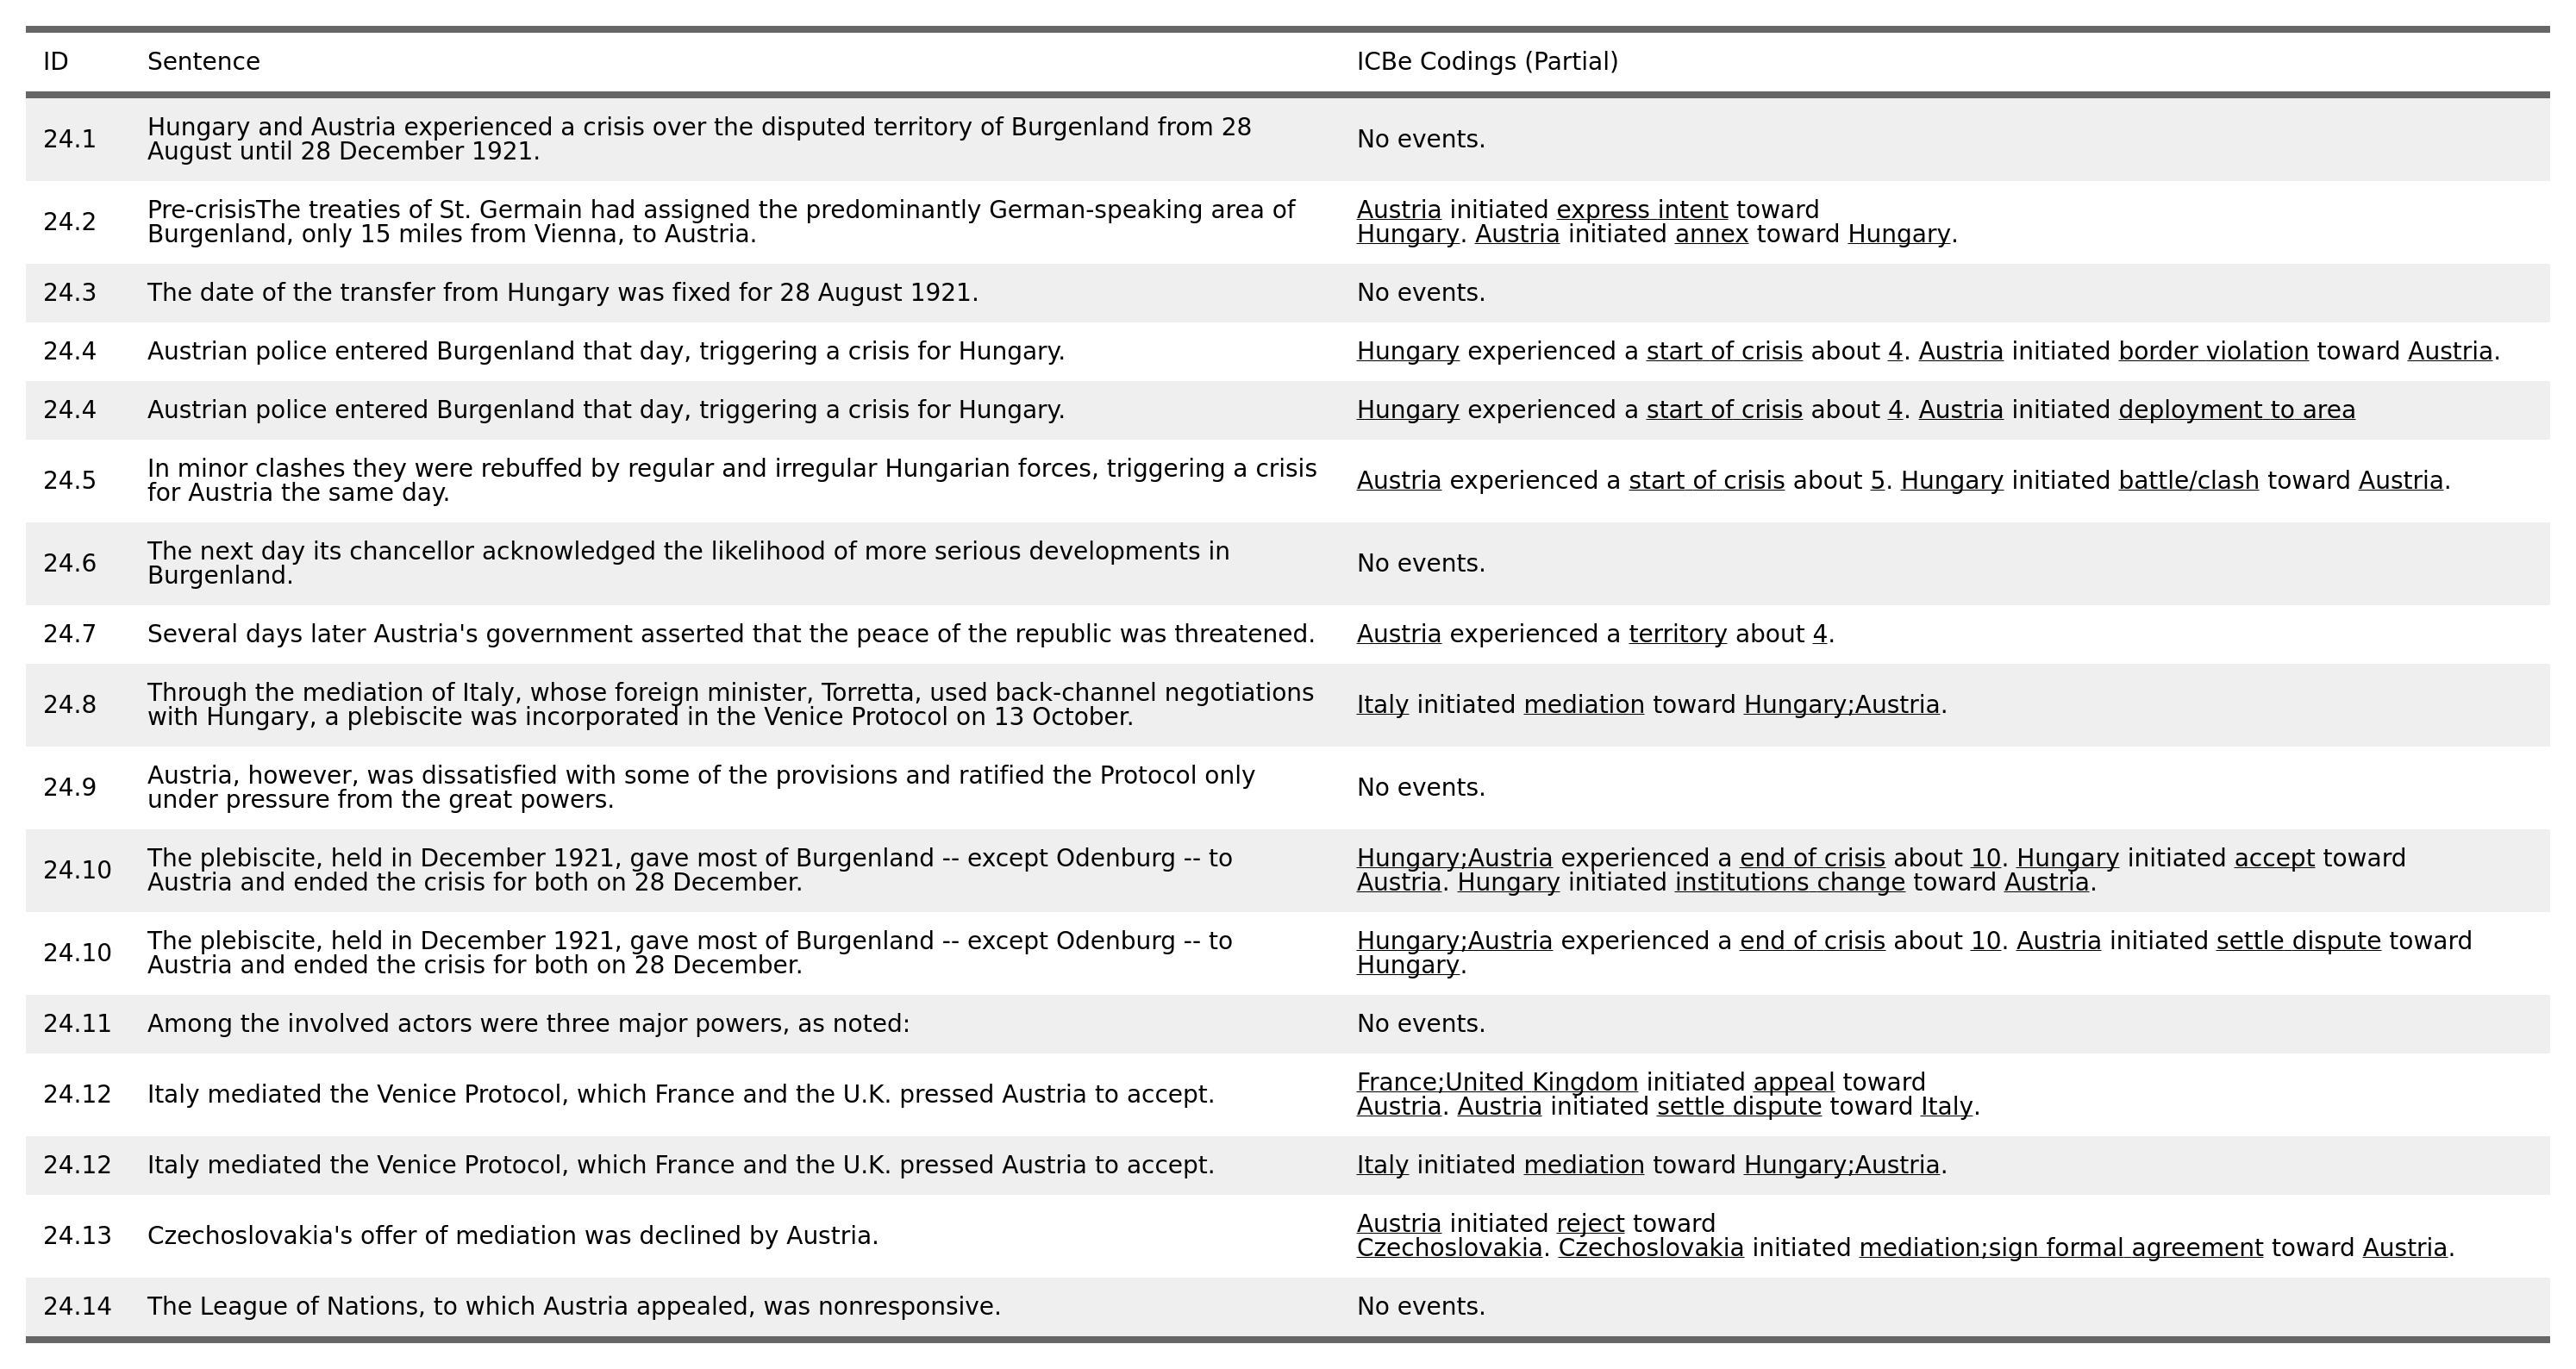 ID Sentence ICBe Codings (Partial)
24.1 Hungary and Austria experienced a crisis over the disputed territory of Burgenland from 28
August until 28 December 1921. No events.
24.2 Pre-crisisThe treaties of St. Germain had assigned the predominantly German-speaking area of
Burgenland, only 15 miles from Vienna, to Austria. Austria initiated express intent toward
Hungary. Austria initiated annex toward Hungary.
24.3 The date of the transfer from Hungary was fixed for 28 August 1921. No events.
24.4 Austrian police entered Burgenland that day, triggering a crisis for Hungary. Hungary experienced a start of crisis about 4. Austria initiated border violation toward Austria.
24.4 Austrian police entered Burgenland that day, triggering a crisis for Hungary. Hungary experienced a start of crisis about 4. Austria initiated deployment to area
24.5 In minor clashes they were rebuffed by regular and irregular Hungarian forces, triggering a crisis
for Austria the same day. Austria experienced a start of crisis about 5. Hungary initiated battle/clash toward Austria.
24.6 The next day its chancellor acknowledged the likelihood of more serious developments in
Burgenland. No events.
24.7 Several days later Austria's government asserted that the peace of the republic was threatened. Austria experienced a territory about 4.
24.8 Through the mediation of Italy, whose foreign minister, Torretta, used back-channel negotiations
with Hungary, a plebiscite was incorporated in the Venice Protocol on 13 October. Italy initiated mediation toward Hungary;Austria.
24.9 Austria, however, was dissatisfied with some of the provisions and ratified the Protocol only
under pressure from the great powers. No events.
24.10 The plebiscite, held in December 1921, gave most of Burgenland -- except Odenburg -- to
Austria and ended the crisis for both on 28 December. Hungary;Austria experienced a end of crisis about 10. Hungary initiated accept toward
Austria. Hungary initiated institutions change toward Austria.
24.10 The plebiscite, held in December 1921, gave most of Burgenland -- except Odenburg -- to
Austria and ended the crisis for both on 28 December. Hungary;Austria experienced a end of crisis about 10. Austria initiated settle dispute toward
Hungary.
24.11 Among the involved actors were three major powers, as noted: No events.
24.12 Italy mediated the Venice Protocol, which France and the U.K. pressed Austria to accept. France;United Kingdom initiated appeal toward
Austria. Austria initiated settle dispute toward Italy.
24.12 Italy mediated the Venice Protocol, which France and the U.K. pressed Austria to accept. Italy initiated mediation toward Hungary;Austria.
24.13 Czechoslovakia's offer of mediation was declined by Austria. Austria initiated reject toward
Czechoslovakia. Czechoslovakia initiated mediation;sign formal agreement toward Austria.
24.14 The League of Nations, to which Austria appealed, was nonresponsive. No events.